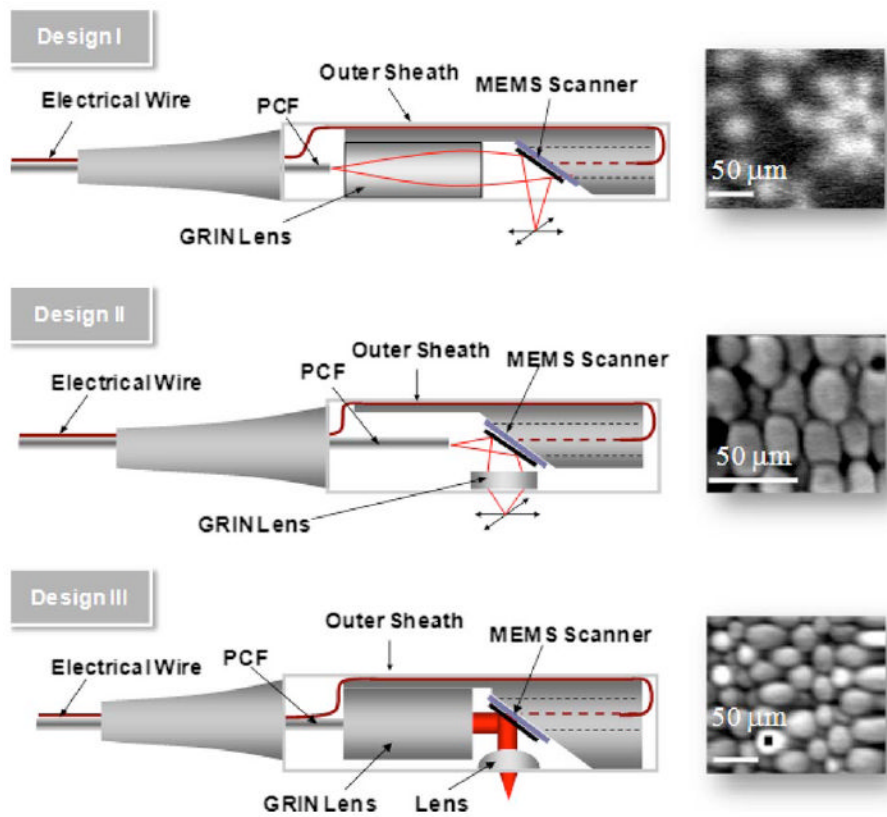 Design I
Outer Sheath
MEMS Scanner
Electrical Wire
PCF
GRIN Lens
50 µm
Design II
Outer Sheath
MEMS Scanner
PCF
Electrical Wire
GRIN Lens
50 µm
Design III
Outer Sheath
MEMS Scanner
PCF
Electrical Wire
GRIN Lens
Lens
50 µm